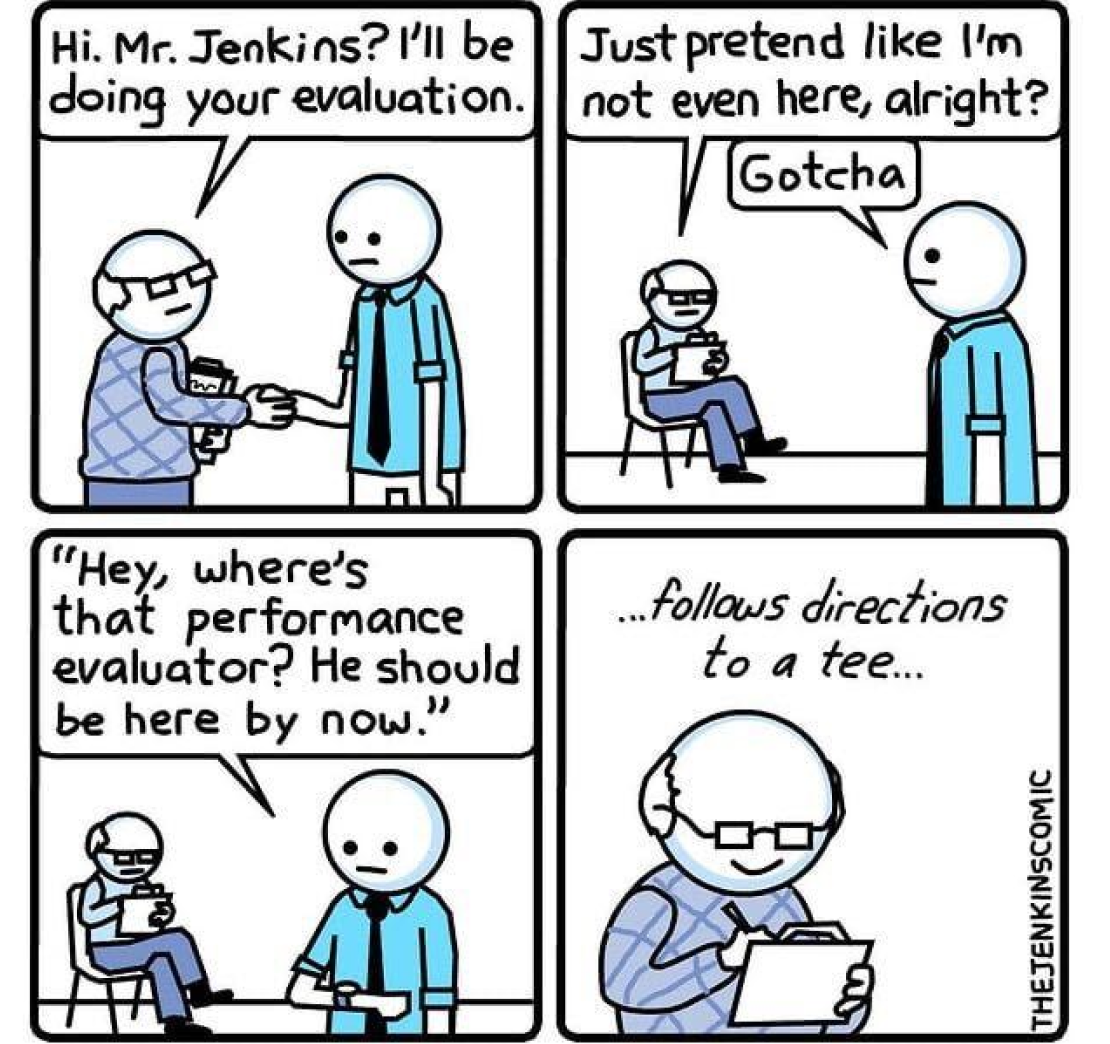 Hi. Mr. Jenkins? I'll be
doing your evaluation.
Just pretend like I'm
not even here, alright?
Gotcha
"Hey, where's
that performance
evaluator? He should
be here by now."
...follows directions
to a tee...
THEJENKINSCOMIC